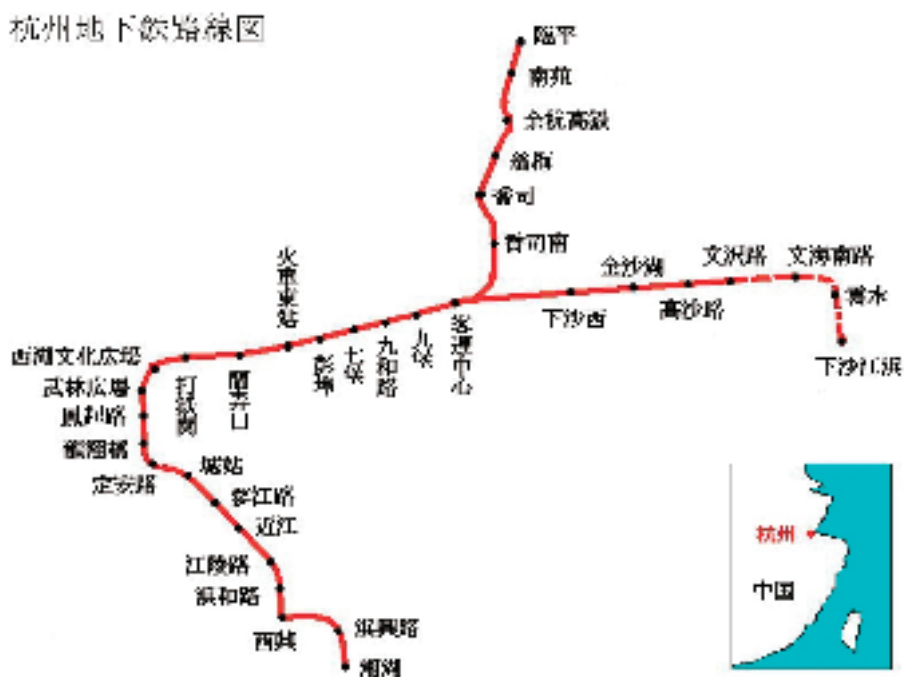 杭州地下鉄路線図
臨平
南苑
余杭高鉄
翁梅
喬司
喬司南
客運中心
下沙西
金沙湖
高沙路
文沢路
文海南路
雲水
下沙江浜
九堡
九和路
七堡
彭埠
火車東站
閘弄口
打鉄関
西湖文化広場
武林広場
鳳起路
龍翔橋
定安路
城站
婺江路
近江
江陵路
浜和路
西興
浜興路
湘湖
杭州
中国